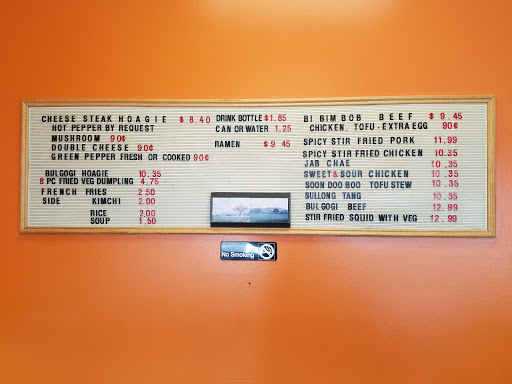 CHEESE STEAK HOAGIE $ 8.40
HOT PEPPER BY REQUEST
MUSHROOM 90¢
DOUBLE CHEESE 90¢
GREEN PEPPER FRESH OR COOKED 90¢
BULGOGI HOAGIE 10.35
8 PC FRIED VEG DUMPLING 4.75
FRENCH FRIES 2.50
SIDE KIMCHI 2.00
RICE 2.00
SOUP 1.50
DRINK BOTTLE $1.85
CAN OR WATER 1.25
RAMEN $ 9 45
BI BIM BOB BEEF $ 9.45
CHICKEN, TOFU, EXTRA EGG 90¢
SPICY STIR FRIED PORK 11,99
SPICY STIR FRIED CHICKEN 10.35
JAB CHAE 10.35
SWEET&SOUR CHICKEN 10.35
SOON DOO BOO TOFU STEW 10.35
SULLONG TANG 10.35
BULGOGI BEEF 12.99
STIR FRIED SQUID WITH VEG 12.99
No Smoking